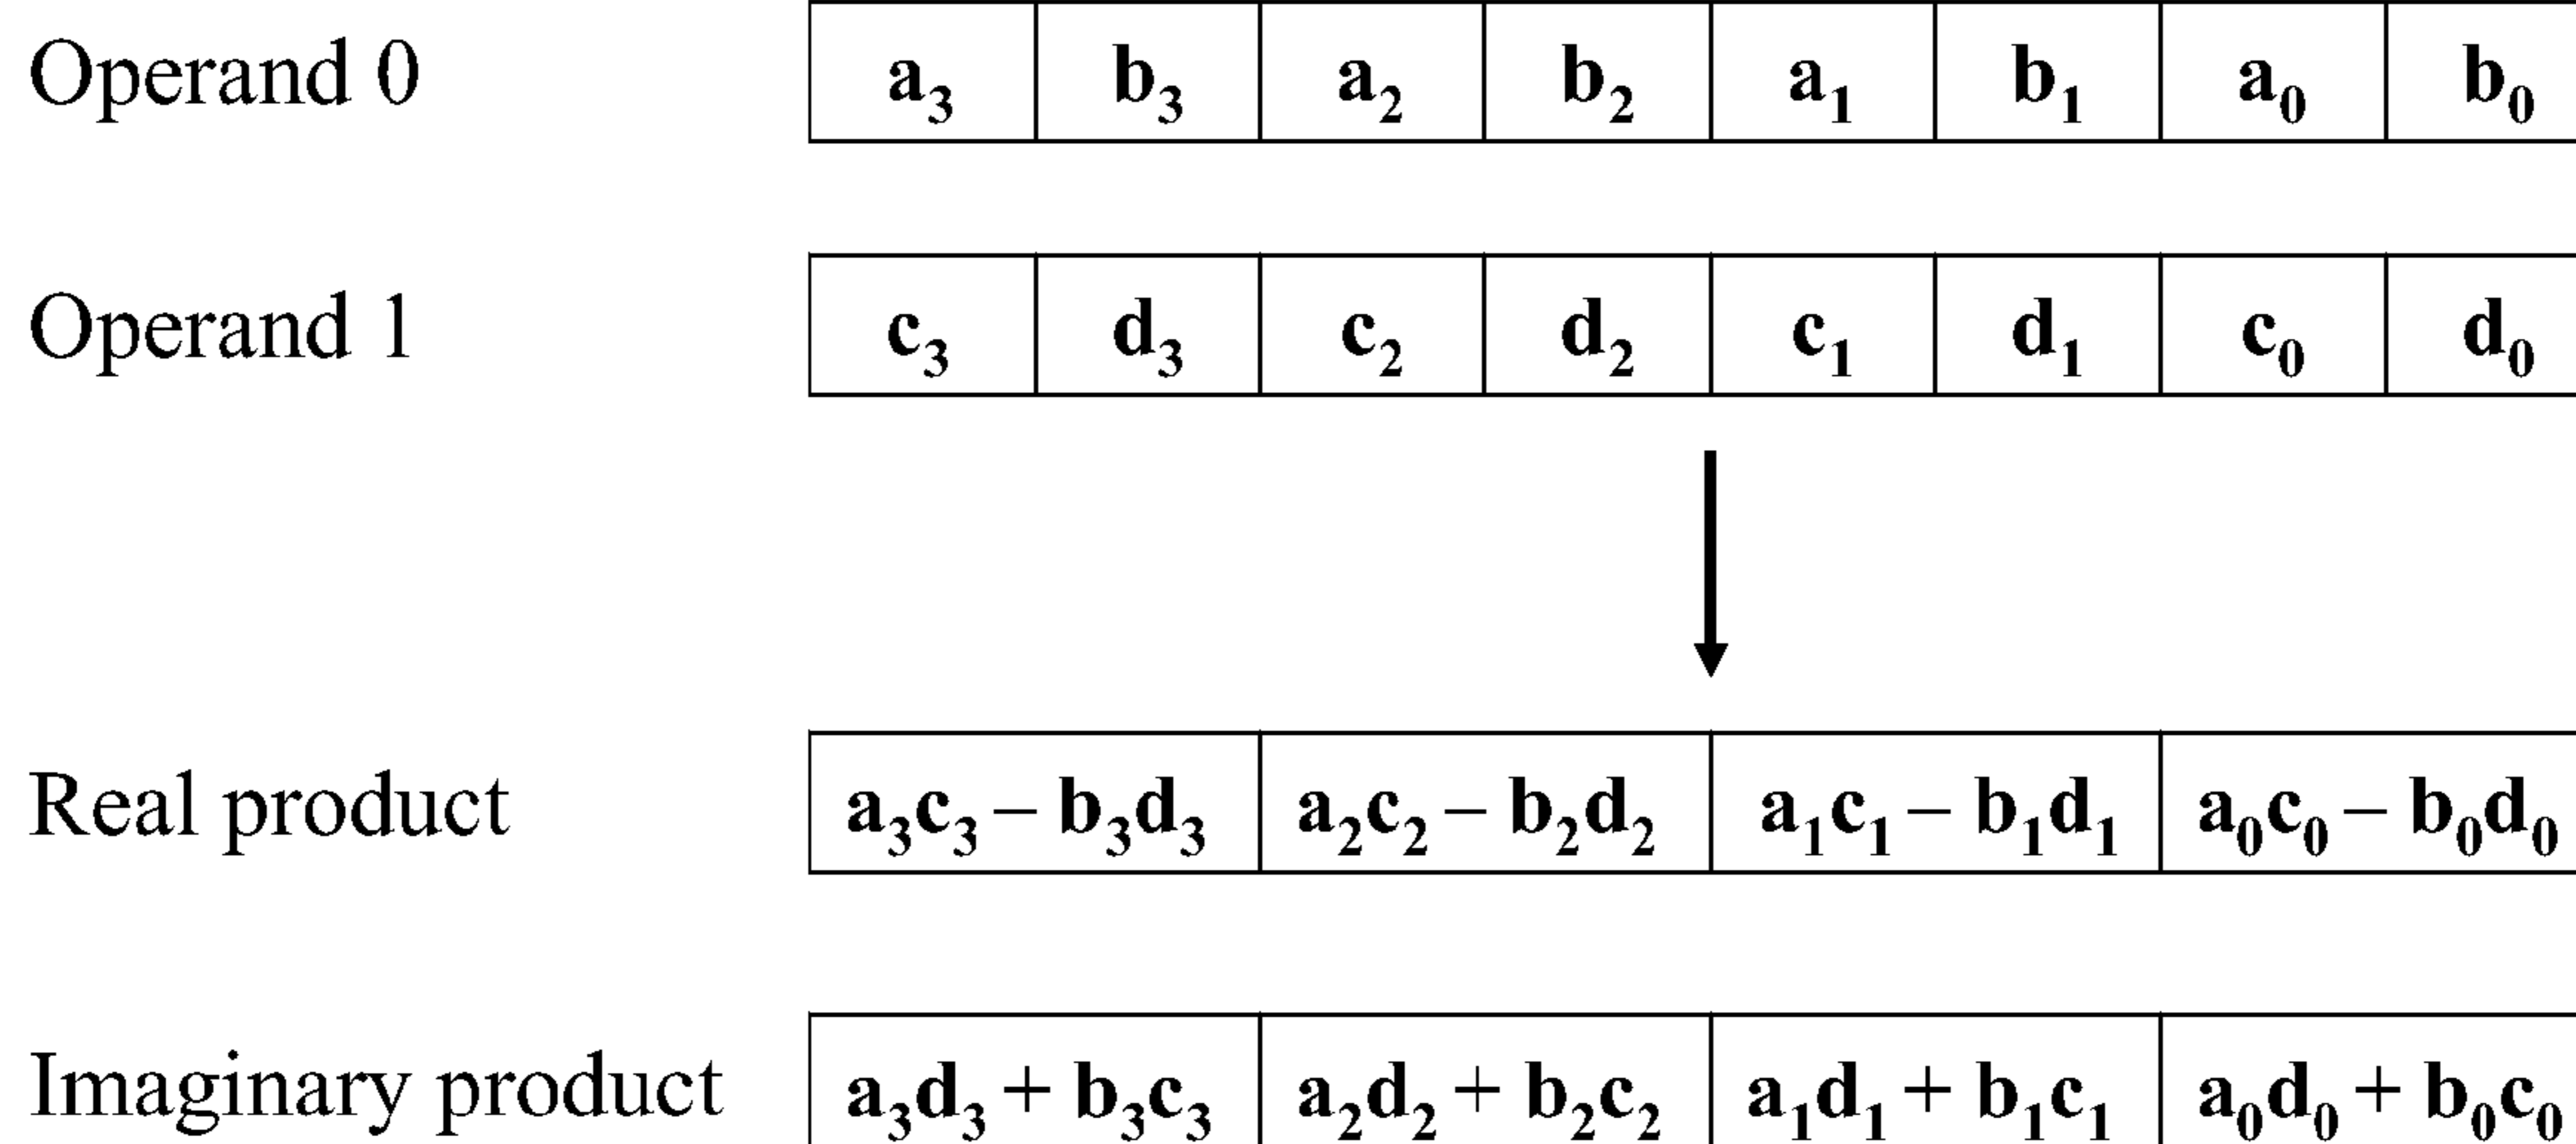 Operand 0 a₃ b₃ a₂ b₂ a₁ b₁ a₀ b₀
Operand 1 c₃ d₃ c₂ d₂ c₁ d₁ c₀ d₀
Real product a₃c₃ – b₃d₃ a₂c₂ – b₂d₂ a₁c₁ – b₁d₁ a₀c₀ – b₀d₀
Imaginary product a₃d₃ + b₃c₃ a₂d₂ + b₂c₂ a₁d₁ + b₁c₁ a₀d₀ + b₀c₀